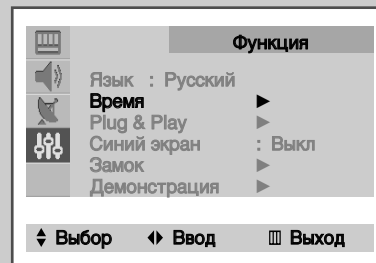 Функция
Язык : Русский
Время ►
Plug & Play ►
Синий экран : Выкл
Замок ►
Демонстрация ►
Выбор Ввод Выход